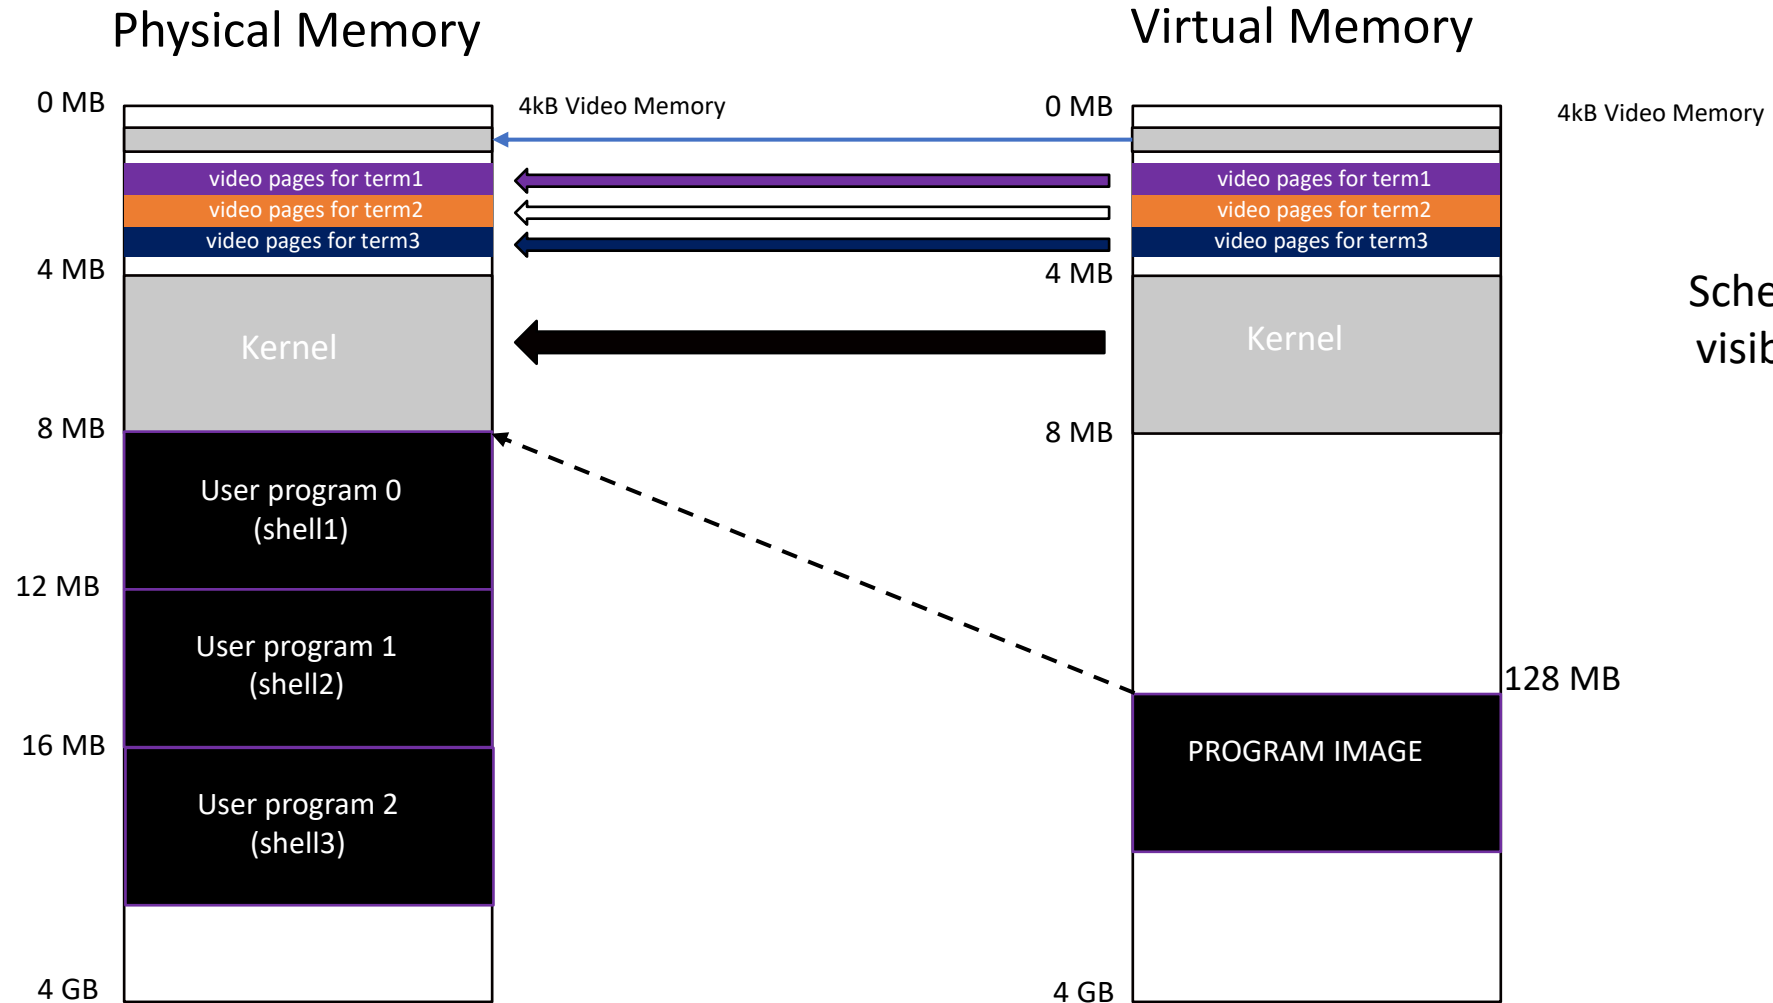 Physical Memory
Virtual Memory
0 MB
4kB Video Memory
0 MB
4kB Video Memory
video pages for term1
video pages for term2
video pages for term3
video pages for term1
video pages for term2
video pages for term3
4 MB
4 MB
Kernel
Kernel
8 MB
8 MB
User program 0
(shell1)
12 MB
User program 1
(shell2)
128 MB
16 MB
PROGRAM IMAGE
User program 2
(shell3)
4 GB
4 GB